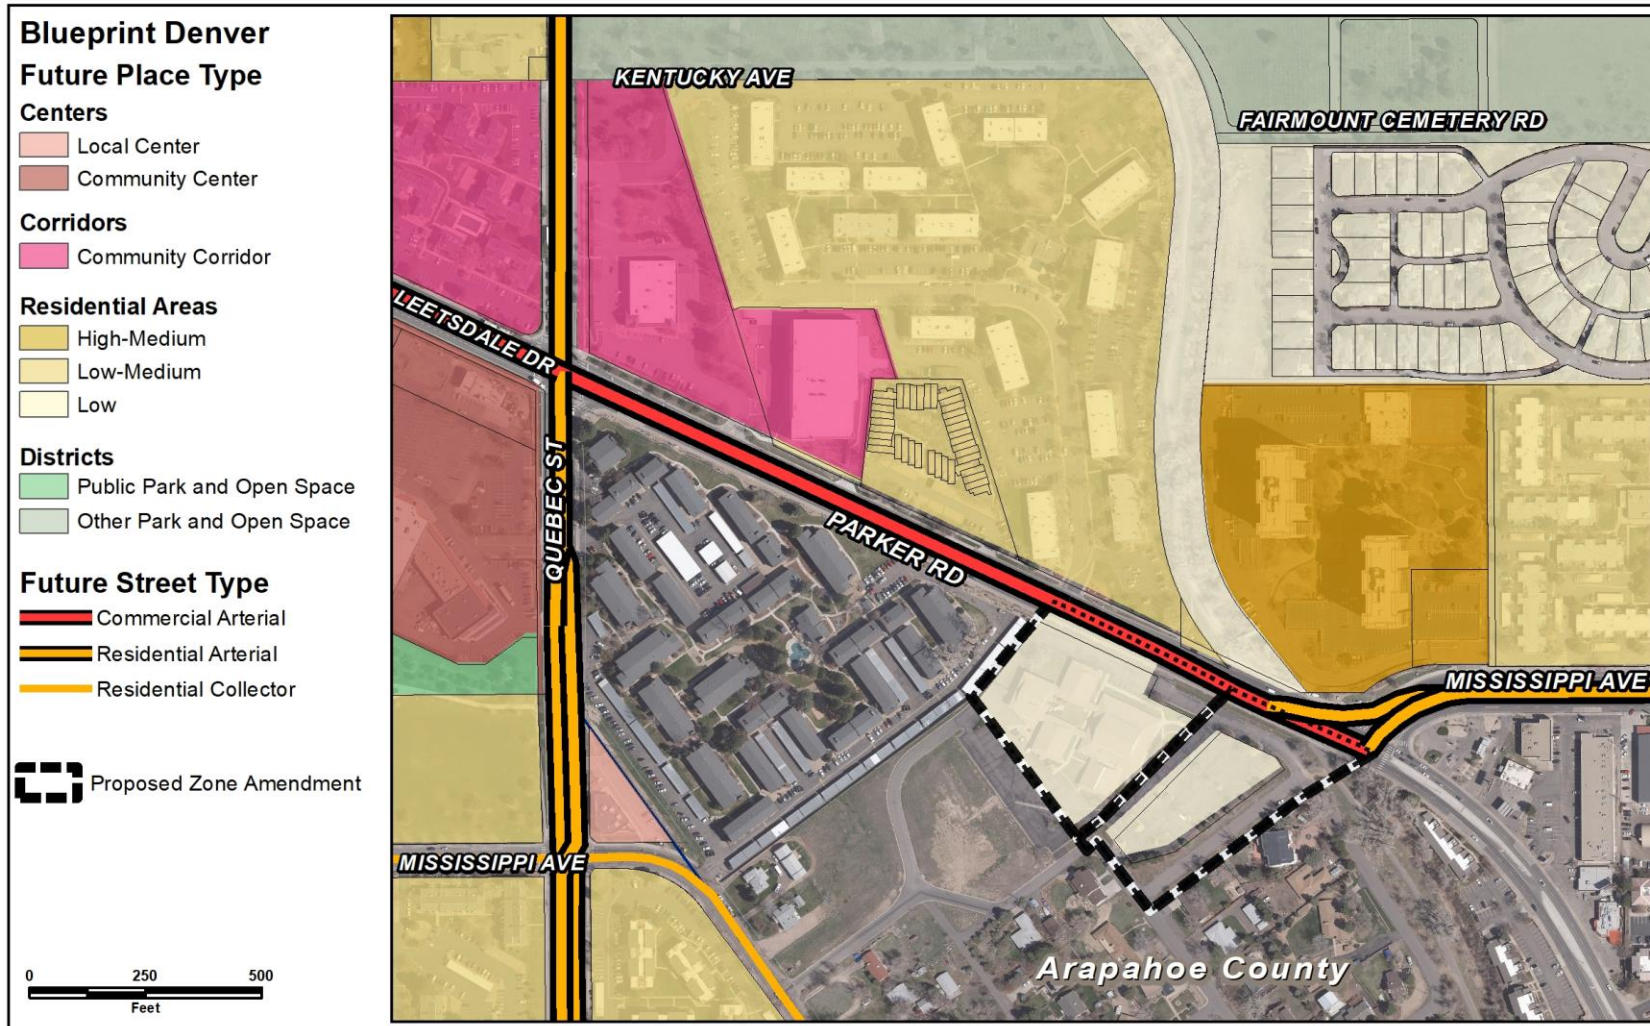 Blueprint Denver
Future Place Type
Centers
Local Center
Community Center
Corridors
Community Corridor
Residential Areas
High-Medium
Low-Medium
Low
Districts
Public Park and Open Space
Other Park and Open Space
Future Street Type
Commercial Arterial
Residential Arterial
Residential Collector
Proposed Zone Amendment
0 250 500
Feet
KENTUCKY AVE
FAIRMOUNT CEMETERY RD
LEETSDALE DR
QUEBEC ST
PARKER RD
MISSISSIPPI AVE
MISSISSIPPI AVE
Arapahoe County